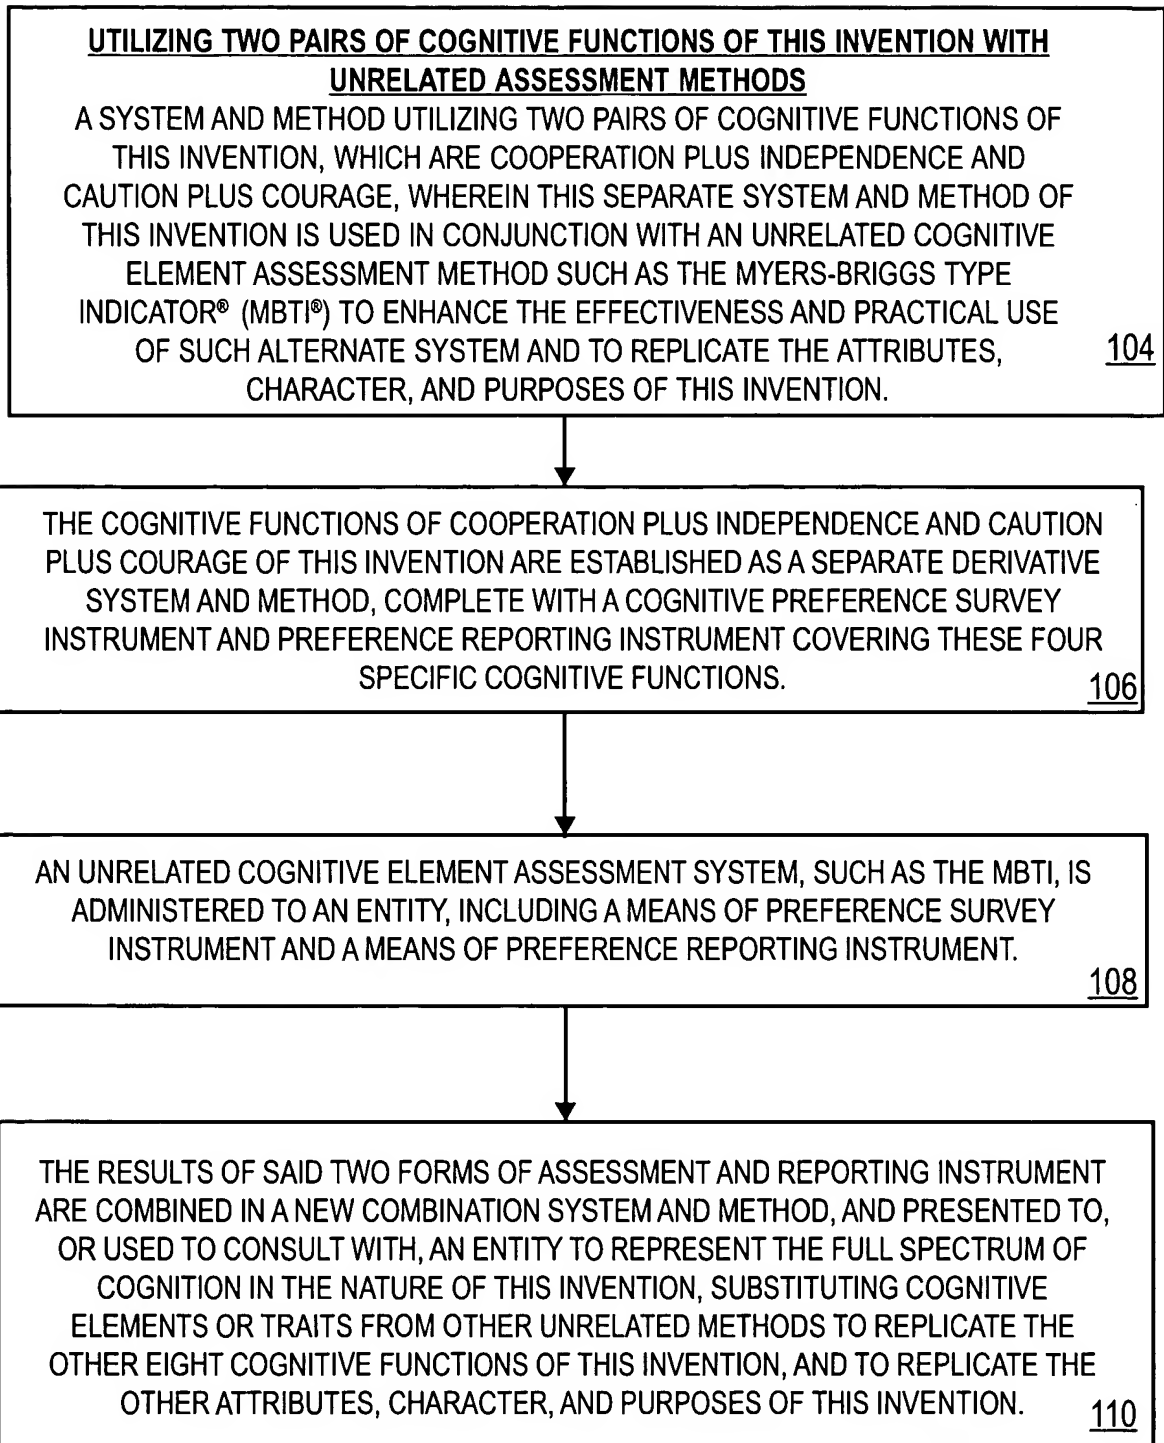 UTILIZING TWO PAIRS OF COGNITIVE FUNCTIONS OF THIS INVENTION WITH
UNRELATED ASSESSMENT METHODS
A SYSTEM AND METHOD UTILIZING TWO PAIRS OF COGNITIVE FUNCTIONS OF
THIS INVENTION, WHICH ARE COOPERATION PLUS INDEPENDENCE AND
CAUTION PLUS COURAGE, WHEREIN THIS SEPARATE SYSTEM AND METHOD OF
THIS INVENTION IS USED IN CONJUNCTION WITH AN UNRELATED COGNITIVE
ELEMENT ASSESSMENT METHOD SUCH AS THE MYERS-BRIGGS TYPE
INDICATOR® (MBTI®) TO ENHANCE THE EFFECTIVENESS AND PRACTICAL USE
OF SUCH ALTERNATE SYSTEM AND TO REPLICATE THE ATTRIBUTES,
CHARACTER, AND PURPOSES OF THIS INVENTION.
104
THE COGNITIVE FUNCTIONS OF COOPERATION PLUS INDEPENDENCE AND CAUTION
PLUS COURAGE OF THIS INVENTION ARE ESTABLISHED AS A SEPARATE DERIVATIVE
SYSTEM AND METHOD, COMPLETE WITH A COGNITIVE PREFERENCE SURVEY
INSTRUMENT AND PREFERENCE REPORTING INSTRUMENT COVERING THESE FOUR
SPECIFIC COGNITIVE FUNCTIONS.
106
AN UNRELATED COGNITIVE ELEMENT ASSESSMENT SYSTEM, SUCH AS THE MBTI, IS
ADMINISTERED TO AN ENTITY, INCLUDING A MEANS OF PREFERENCE SURVEY
INSTRUMENT AND A MEANS OF PREFERENCE REPORTING INSTRUMENT.
108
THE RESULTS OF SAID TWO FORMS OF ASSESSMENT AND REPORTING INSTRUMENT
ARE COMBINED IN A NEW COMBINATION SYSTEM AND METHOD, AND PRESENTED TO,
OR USED TO CONSULT WITH, AN ENTITY TO REPRESENT THE FULL SPECTRUM OF
COGNITION IN THE NATURE OF THIS INVENTION, SUBSTITUTING COGNITIVE
ELEMENTS OR TRAITS FROM OTHER UNRELATED METHODS TO REPLICATE THE
OTHER EIGHT COGNITIVE FUNCTIONS OF THIS INVENTION, AND TO REPLICATE THE
OTHER ATTRIBUTES, CHARACTER, AND PURPOSES OF THIS INVENTION.
110